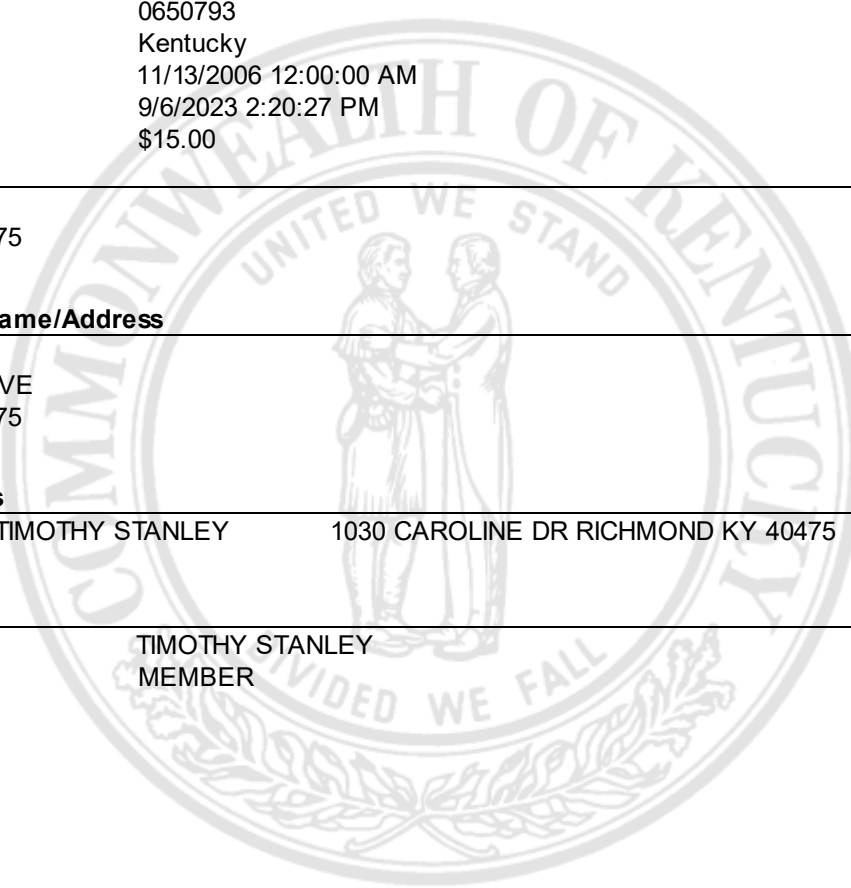 0650793
Kentucky
11/13/2006 12:00:00 AM
9/6/2023 2:20:27 PM
$15.00
75
ame/Address
VE
75
s
TIMOTHY STANLEY 1030 CAROLINE DR RICHMOND KY 40475
TIMOTHY STANLEY
MEMBER
COMMONWEALTH OF KENTUCKY
UNITED WE STAND
DIVIDED WE FALL